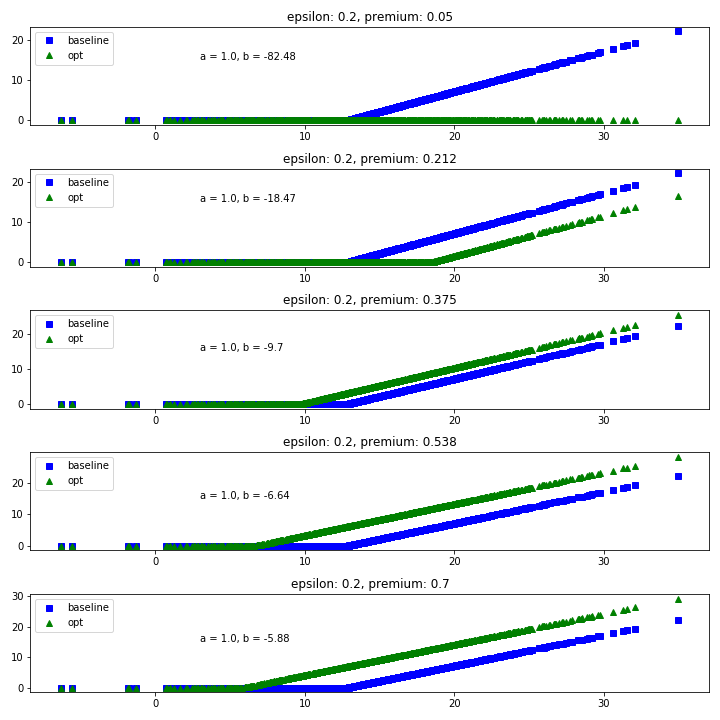 epsilon: 0.2, premium: 0.05
20
10
0
baseline
opt
a = 1.0, b = -82.48
0 10 20 30
epsilon: 0.2, premium: 0.212
20
10
0
baseline
opt
a = 1.0, b = -18.47
0 10 20 30
epsilon: 0.2, premium: 0.375
20
10
0
baseline
opt
a = 1.0, b = -9.7
0 10 20 30
epsilon: 0.2, premium: 0.538
20
10
0
baseline
opt
a = 1.0, b = -6.64
0 10 20 30
epsilon: 0.2, premium: 0.7
30
20
10
0
baseline
opt
a = 1.0, b = -5.88
0 10 20 30